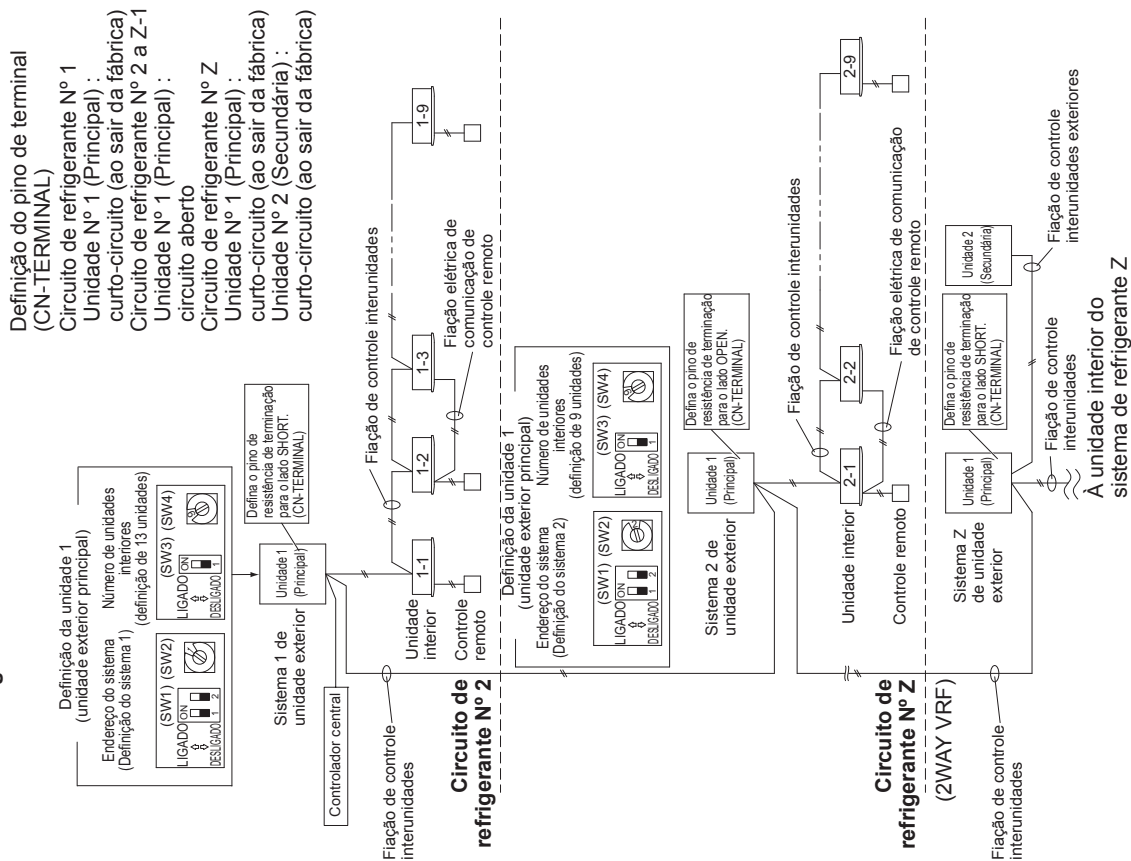 Definição do pino de terminal
(CN-TERMINAL)
Circuito de refrigerante Nº 1
Unidade Nº 1 (Principal) :
curto-circuito (ao sair da fábrica)
Circuito de refrigerante Nº 2 a Z-1
Unidade Nº 1 (Principal) :
circuito aberto
Circuito de refrigerante Nº Z
Unidade Nº 1 (Principal) :
curto-circuito (ao sair da fábrica)
Unidade Nº 2 (Secundária) :
curto-circuito (ao sair da fábrica)
Definição da unidade 1
(unidade exterior principal)
Endereço do sistema
(Definição do sistema 1)
Número de unidades
interiores
(definição de 13 unidades)
(SW1) (SW2)
(SW3) (SW4)
LIGADO
ON
DESLIGADO
1 2
LIGADO
ON
DESLIGADO
1
Sistema 1 de
unidade exterior
Unidade 1
(Principal)
Defina o pino de
resistência de terminação
para o lado SHORT.
(CN-TERMINAL)
Controlador central
Fiação de controle
interunidades
Fiação de controle interunidades
1-1
1-2
1-3
1-9
Unidade
interior
Controle
remoto
Fiação elétrica de
comunicação de
controle remoto
Circuito de
refrigerante Nº 2
Definição da unidade 1
(unidade exterior principal)
Endereço do sistema
(Definição do sistema 2)
Número de unidades
interiores
(definição de 9 unidades)
(SW1) (SW2)
(SW3) (SW4)
LIGADO
ON
DESLIGADO
1 2
LIGADO
ON
DESLIGADO
1
Sistema 2 de
unidade exterior
Unidade 1
(Principal)
Defina o pino de
resistência de terminação
para o lado OPEN.
(CN-TERMINAL)
Fiação de controle interunidades
Unidade interior
2-1
2-2
2-9
Controle remoto
Fiação elétrica de comunicação
de controle remoto
Circuito de
refrigerante Nº Z
(2WAY VRF)
Sistema Z
de unidade
exterior
Unidade 1
(Principal)
Defina o pino de
resistência de terminação
para o lado SHORT.
(CN-TERMINAL)
Unidade 2
(Secundária)
Fiação de controle
interunidades
Fiação de controle
interunidades
Fiação de controle
interunidades exteriores
À unidade interior do
sistema de refrigerante Z